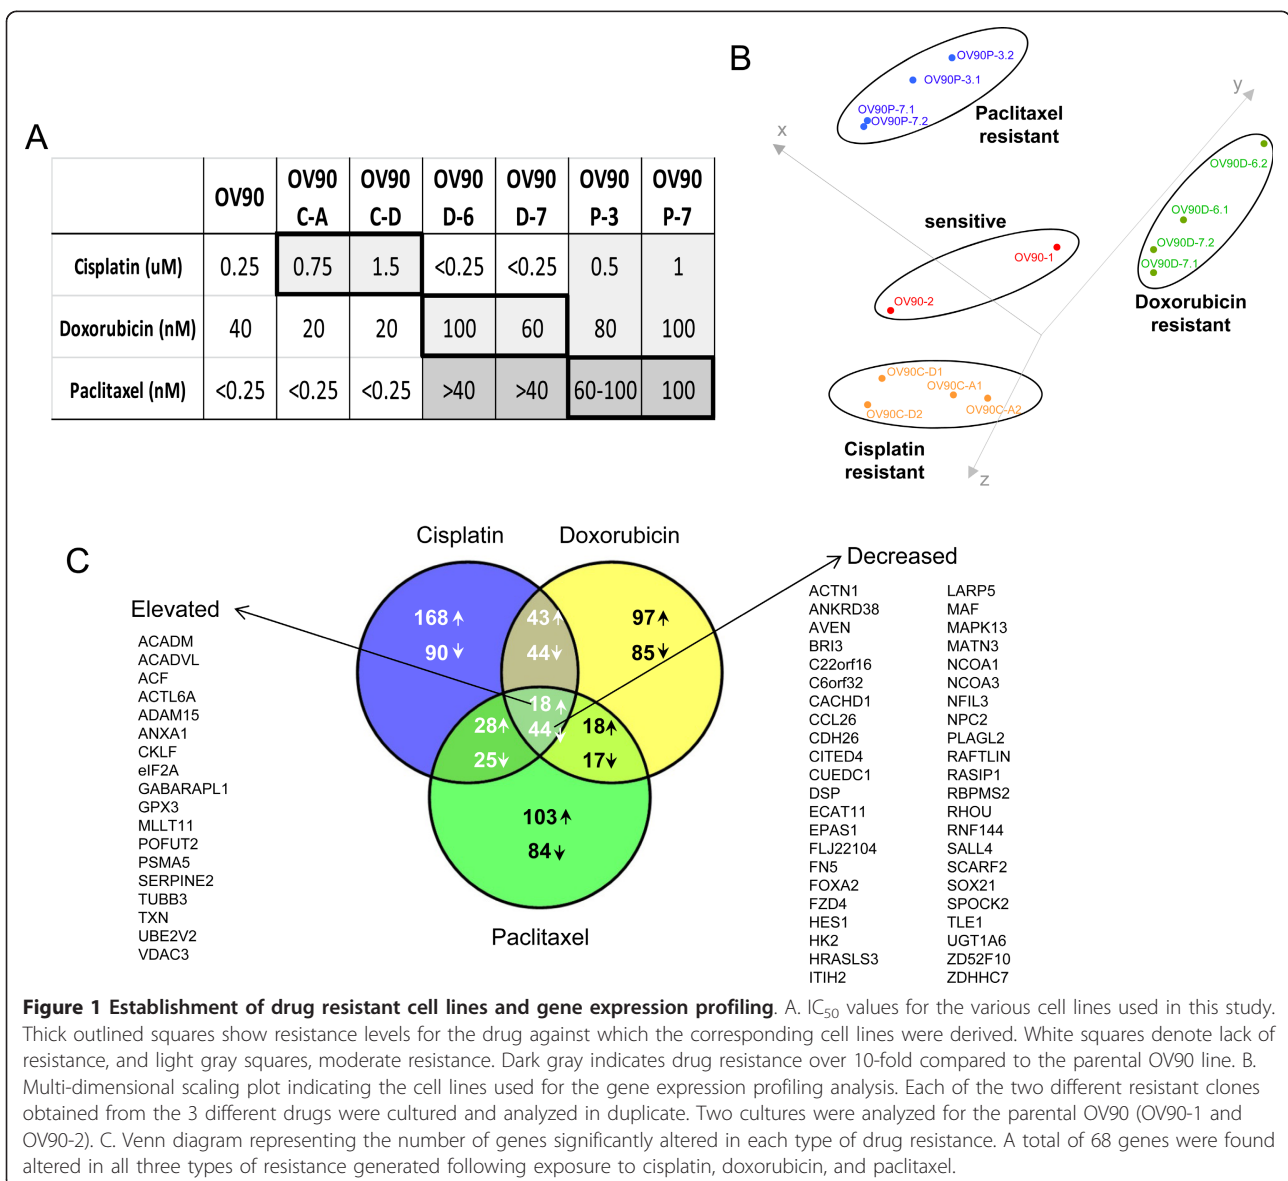 A
OV90 OV90 C-A OV90 C-D OV90 D-6 OV90 D-7 OV90 P-3 OV90 P-7
Cisplatin (uM) 0.25 0.75 1.5 <0.25 <0.25 0.5 1
Doxorubicin (nM) 40 20 20 100 60 80 100
Paclitaxel (nM) <0.25 <0.25 <0.25 >40 >40 60-100 100
B
x
y
z
OV90P-3.2
OV90P-3.1
OV90P-7.1
OV90P-7.2
Paclitaxel
resistant
OV90D-6.2
OV90D-6.1
OV90D-7.2
OV90D-7.1
Doxorubicin
resistant
sensitive
OV90-1
OV90-2
OV90C-D1
OV90C-A1
OV90C-D2
OV90C-A2
Cisplatin
resistant
C
Cisplatin
Doxorubicin
Paclitaxel
168↑
90↓
43↑
44↓
97↑
85↓
18↑
44↓
28↑
25↓
18↑
17↓
103↑
84↓
Elevated
ACADM
ACADVL
ACF
ACTL6A
ADAM15
ANXA1
CKLF
eIF2A
GABARAPL1
GPX3
MLLT11
POFUT2
PSMA5
SERPINE2
TUBB3
TXN
UBE2V2
VDAC3
Decreased
ACTN1
ANKRD38
AVEN
BRI3
C22orf16
C6orf32
CACHD1
CCL26
CDH26
CITED4
CUEDC1
DSP
ECAT11
EPAS1
FLJ22104
FN5
FOXA2
FZD4
HES1
HK2
HRASLS3
ITIH2
LARP5
MAF
MAPK13
MATN3
NCOA1
NCOA3
NFIL3
NPC2
PLAGL2
RAFTLIN
RASIP1
RBPMS2
RHOU
RNF144
SALL4
SCARF2
SOX21
SPOCK2
TLE1
UGT1A6
ZD52F10
ZDHHC7
Figure 1 Establishment of drug resistant cell lines and gene expression profiling. A. IC50 values for the various cell lines used in this study.
Thick outlined squares show resistance levels for the drug against which the corresponding cell lines were derived. White squares denote lack of
resistance, and light gray squares, moderate resistance. Dark gray indicates drug resistance over 10-fold compared to the parental OV90 line. B.
Multi-dimensional scaling plot indicating the cell lines used for the gene expression profiling analysis. Each of the two different resistant clones
obtained from the 3 different drugs were cultured and analyzed in duplicate. Two cultures were analyzed for the parental OV90 (OV90-1 and
OV90-2). C. Venn diagram representing the number of genes significantly altered in each type of drug resistance. A total of 68 genes were found
altered in all three types of resistance generated following exposure to cisplatin, doxorubicin, and paclitaxel.